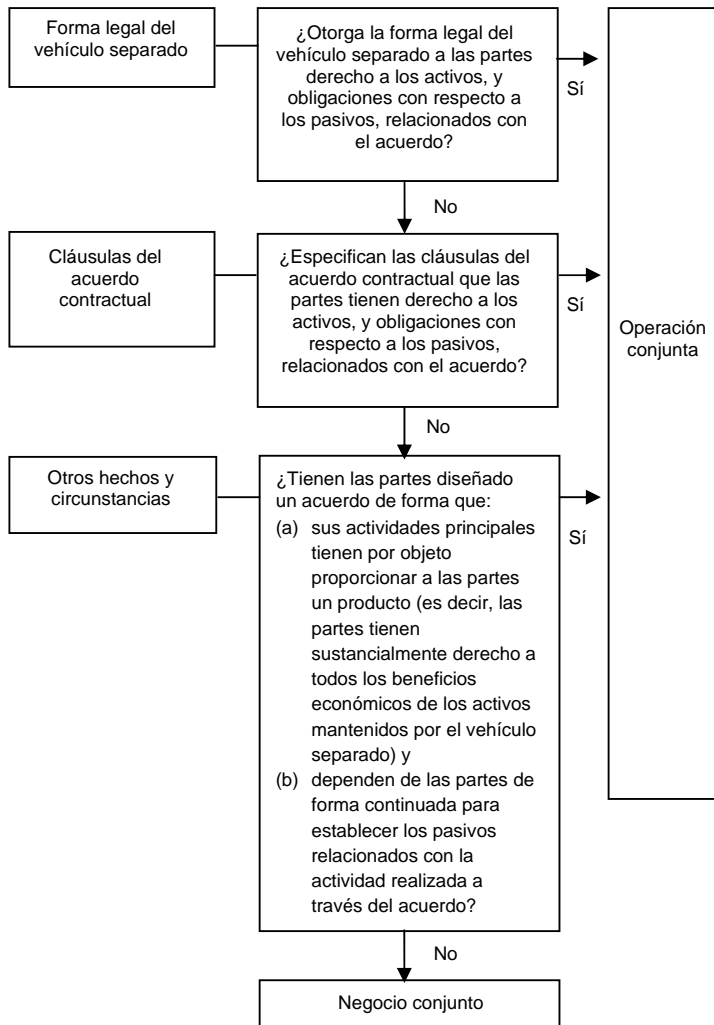 Forma legal del
vehículo separado
¿Otorga la forma legal del
vehículo separado a las partes
derecho a los activos, y
obligaciones con respecto a
los pasivos, relacionados con
el acuerdo?
Sí
No
Cláusulas del
acuerdo
contractual
¿Especifican las cláusulas del
acuerdo contractual que las
partes tienen derecho a los
activos, y obligaciones con
respecto a los pasivos,
relacionados con el acuerdo?
Sí
Operación
conjunta
No
Otros hechos y
circunstancias
¿Tienen las partes diseñado
un acuerdo de forma que:
(a) sus actividades principales
tienen por objeto
proporcionar a las partes
un producto (es decir, las
partes tienen
sustancialmente derecho a
todos los beneficios
económicos de los activos
mantenidos por el vehículo
separado) y
(b) dependen de las partes de
forma continuada para
establecer los pasivos
relacionados con la
actividad realizada a
través del acuerdo?
Sí
No
Negocio conjunto